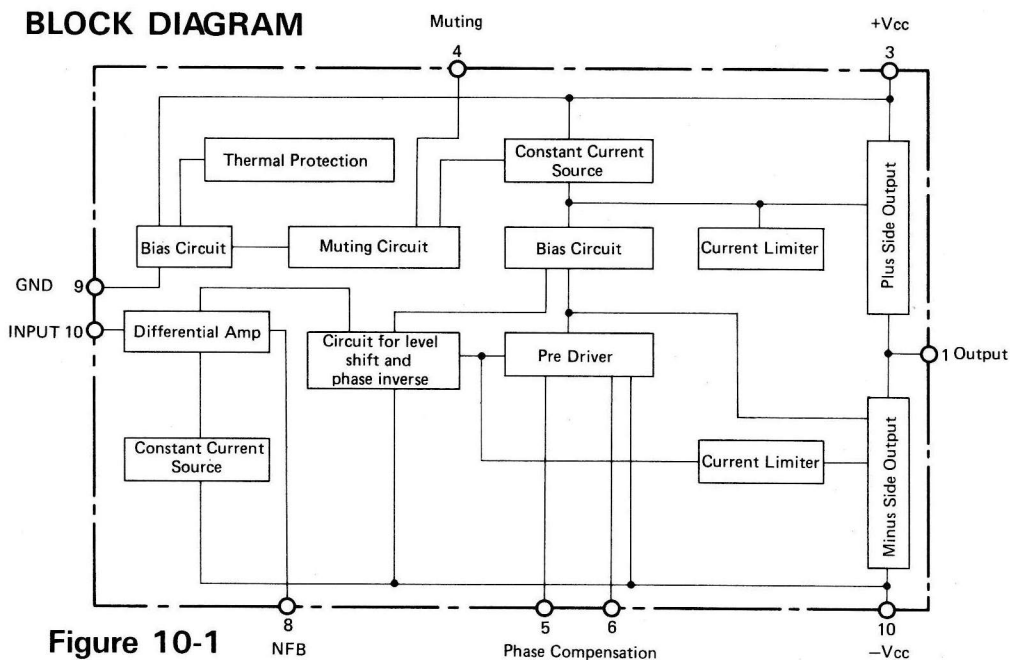 BLOCK DIAGRAM
Muting
4
+Vcc
3
Thermal Protection
Constant Current
Source
Bias Circuit
Muting Circuit
Bias Circuit
Current Limiter
Plus Side Output
GND 9
INPUT 10
Differential Amp
Circuit for level
shift and
phase inverse
Pre Driver
1 Output
Constant Current
Source
Current Limiter
Minus Side Output
8
NFB
5
6
Phase Compensation
10
−Vcc
Figure 10-1